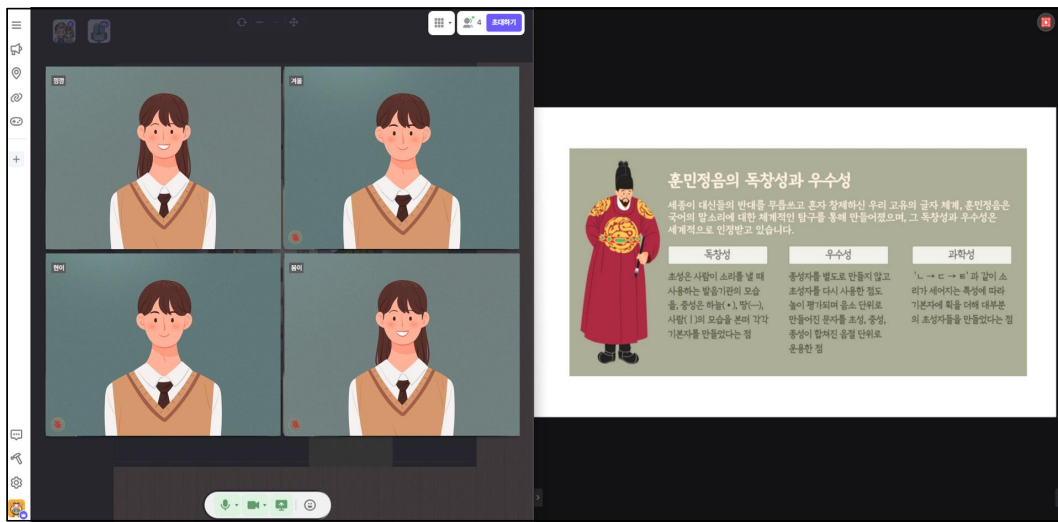 4
초대하기
정연
겨울
현이
봄이
훈민정음의 독창성과 우수성
세종이 대신들의 반대를 무릅쓰고 혼자 창제하신 우리 고유의 글자 체계, 훈민정음은
국어의 말소리에 대한 체계적인 탐구를 통해 만들어졌으며, 그 독창성과 우수성은
세계적으로 인정받고 있습니다.
독창성
초성은 사람이 소리를 낼 때
사용하는 발음기관의 모습
을, 중성은 하늘(•), 땅(ㅡ),
사람(ㅣ)의 모습을 본떠 각각
기본자를 만들었다는 점
우수성
종성자를 별도로 만들지 않고
초성자를 다시 사용한 점도
높이 평가되며 음소 단위로
만들어진 문자를 초성, 중성,
종성이 합쳐진 음절 단위로
운용한 점
과학성
'ㄴ → ㄷ → ㅌ'과 같이 소
리가 세어지는 특성에 따라
기본자에 획을 더해 대부분
의 초성자들을 만들었다는 점